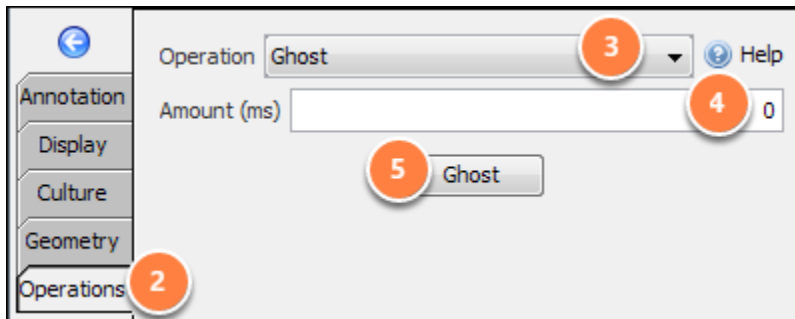 Operation Ghost 3 Help
Annotation
Amount (ms) 4 0
Display
5 Ghost
Culture
Geometry
Operations 2